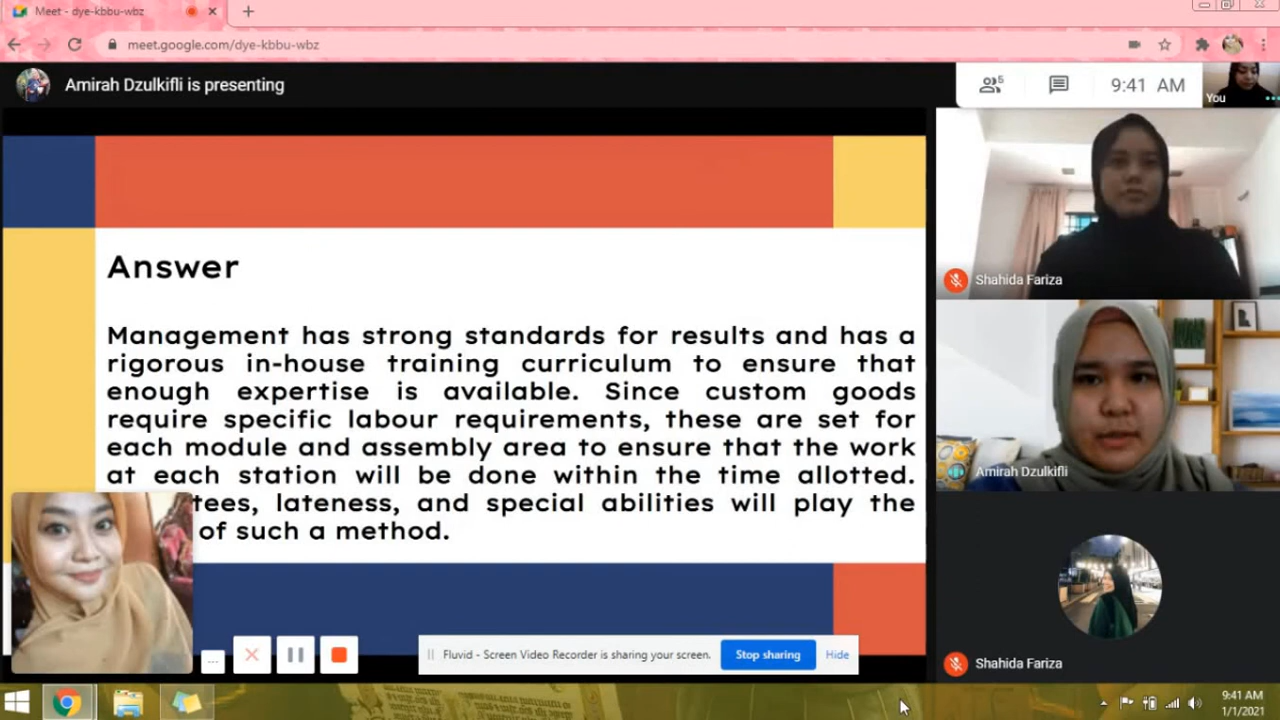 Meet - dye-kbbu-wbz
meet.google.com/dye-kbbu-wbz
Amirah Dzulkifli is presenting
5
9:41 AM
You
Answer
Management has strong standards for results and has a
rigorous in-house training curriculum to ensure that
enough expertise is available. Since custom goods
require specific labour requirements, these are set for
each module and assembly area to ensure that the work
at each station will be done within the time allotted.
tees, lateness, and special abilities will play the
of such a method.
Shahida Fariza
Amirah Dzulkifli
Shahida Fariza
...
Fluvid - Screen Video Recorder is sharing your screen.
Stop sharing
Hide
9:41 AM
1/1/2021